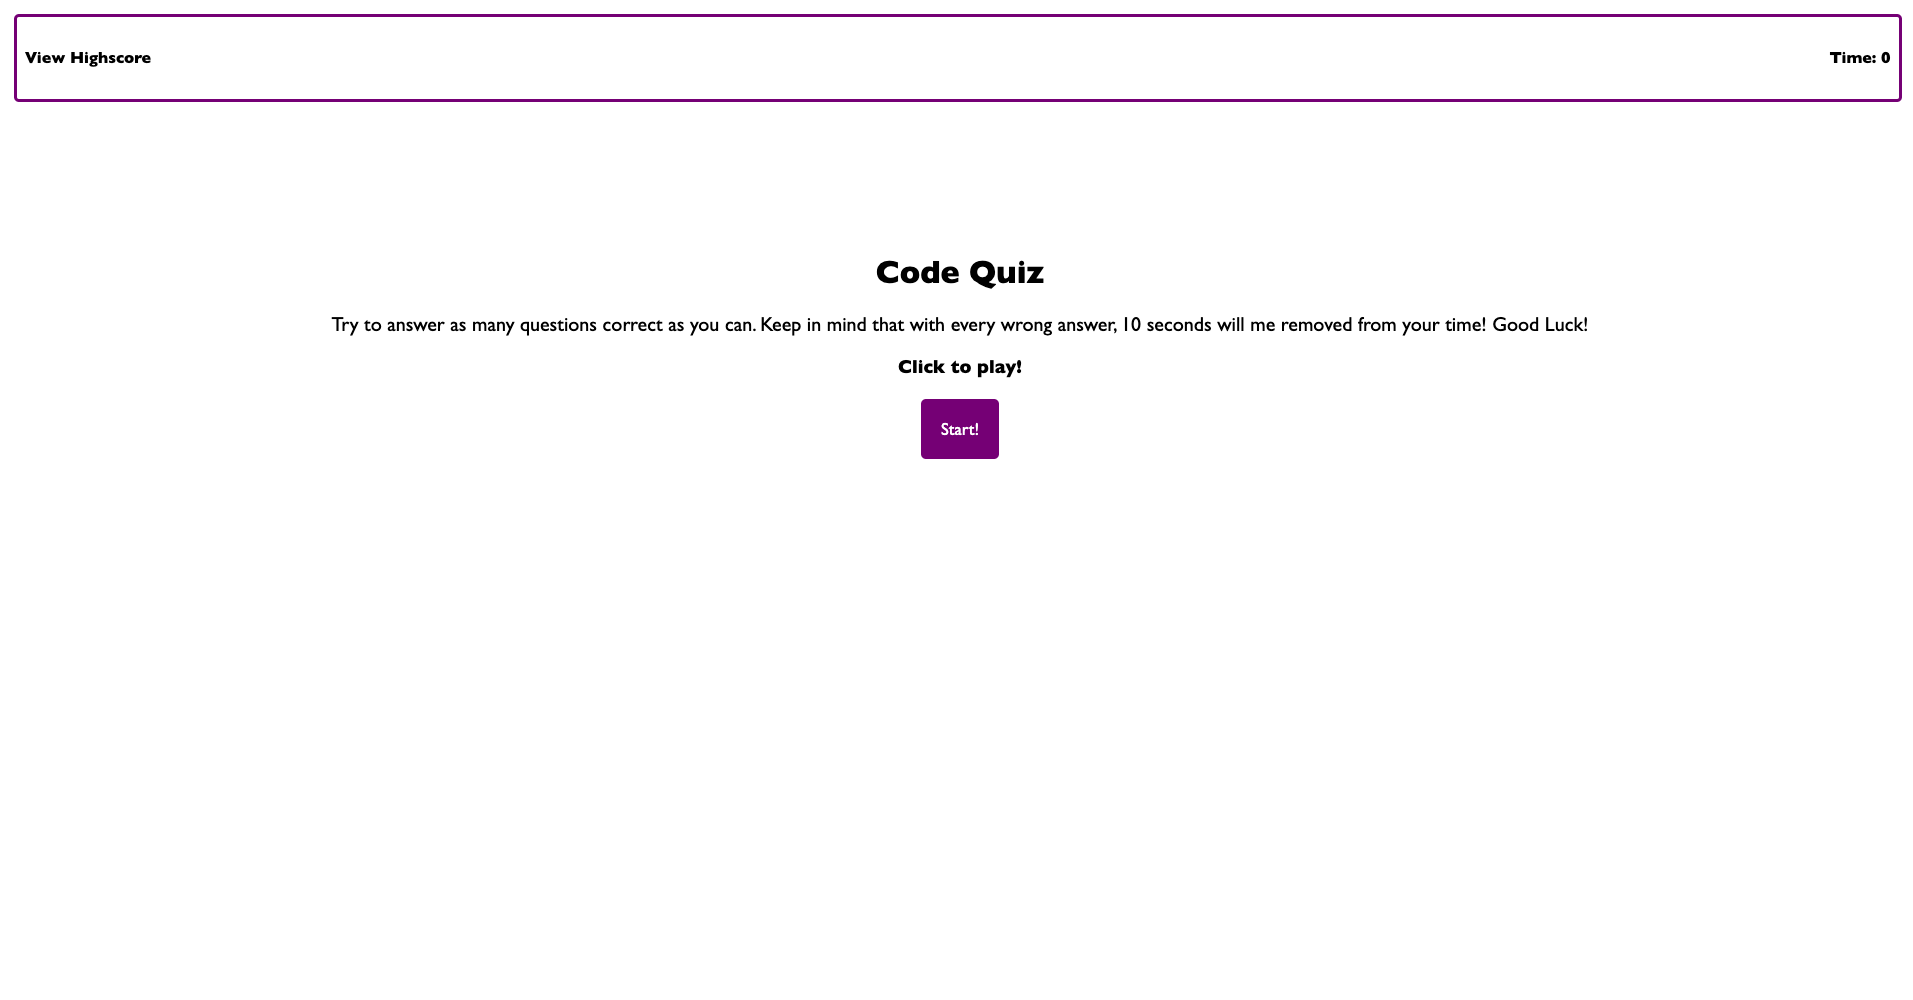 View Highscore
Time: 0
Code Quiz
Try to answer as many questions correct as you can. Keep in mind that with every wrong answer, 10 seconds will me removed from your time! Good Luck!
Click to play!
Start!